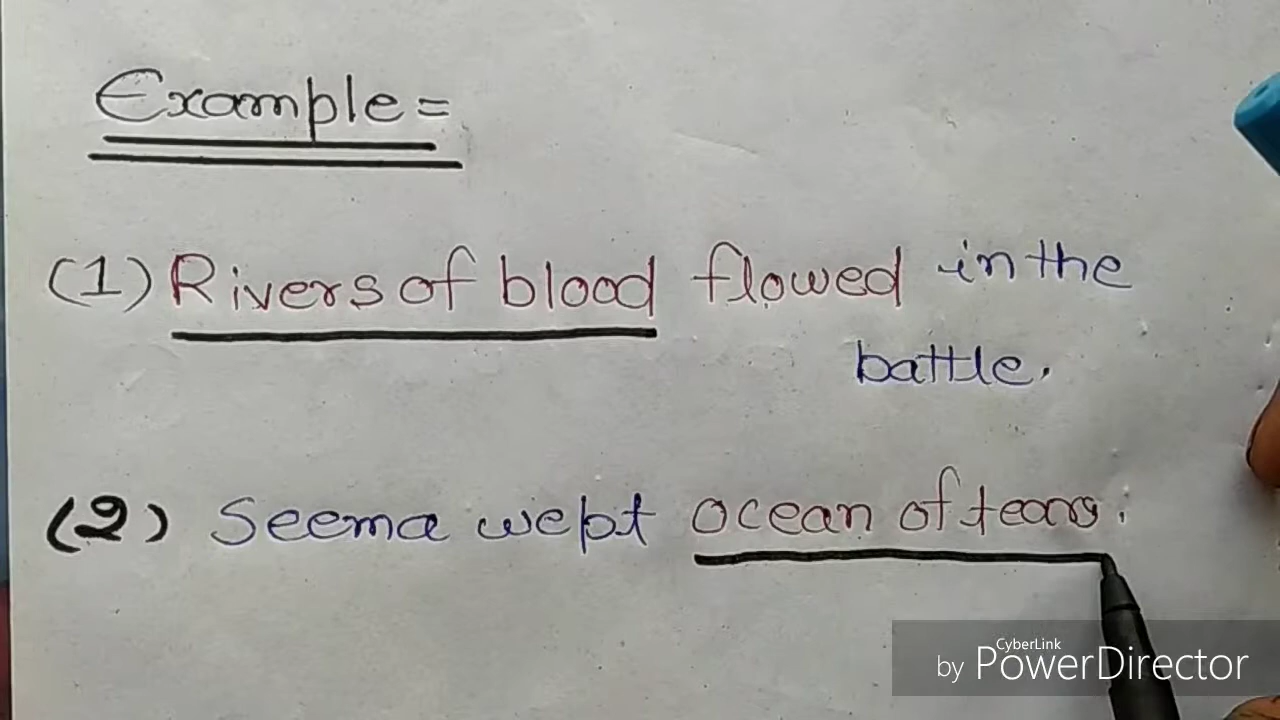 Example =
(1) Rivers of blood flowed in the
battle.
(2) Seema wept ocean of tears.
CyberLink
by PowerDirector